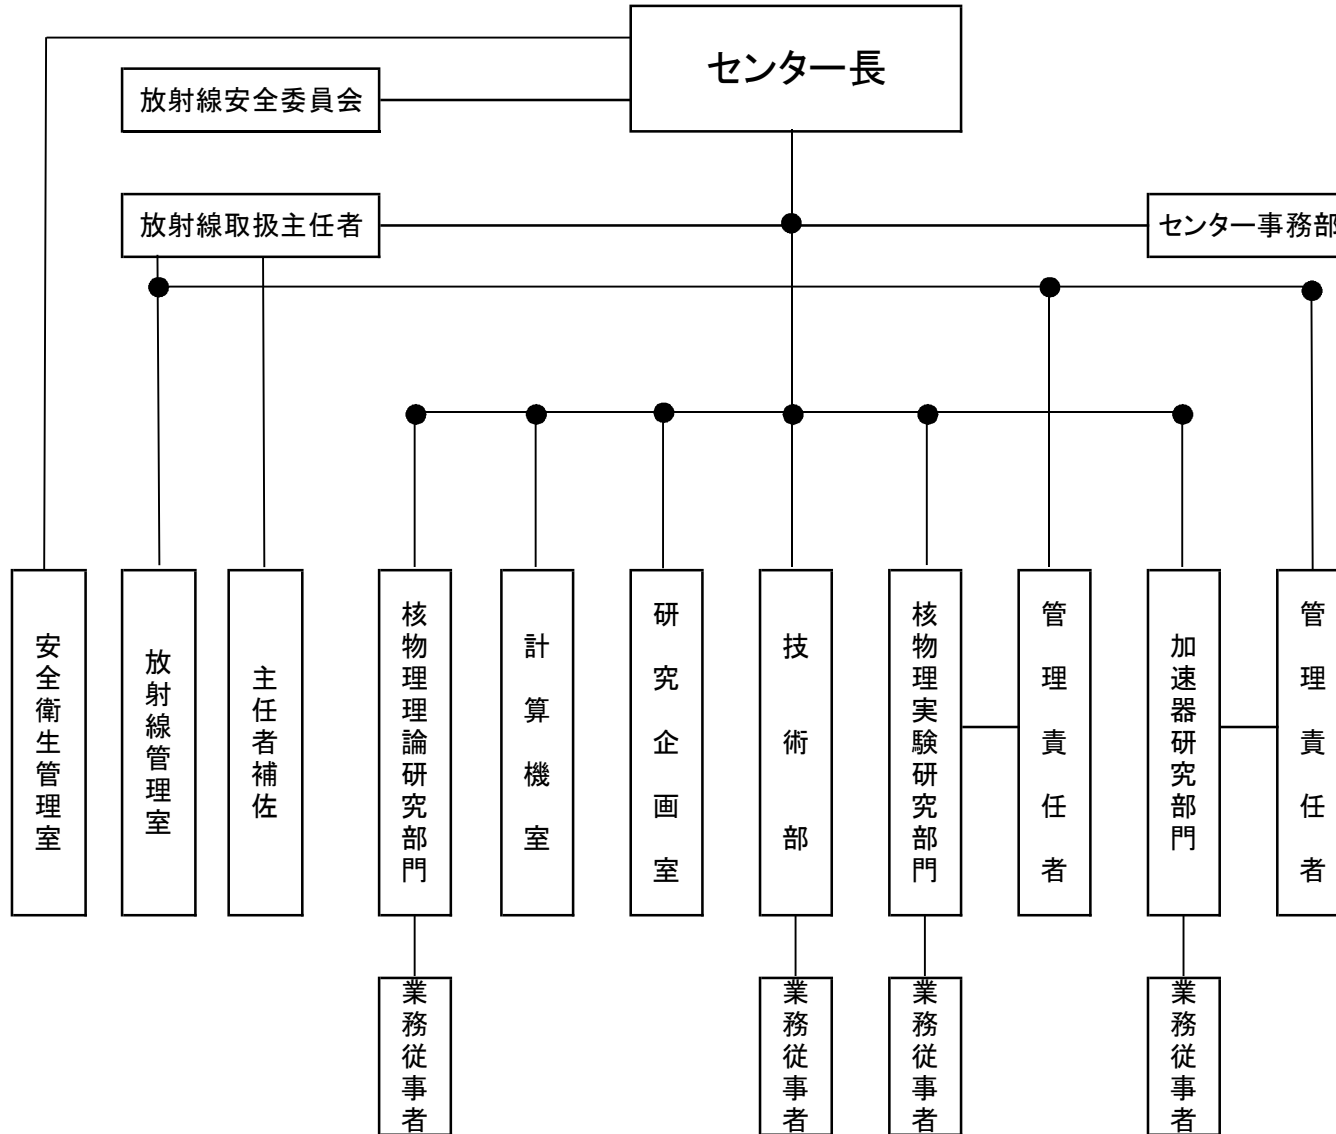 センター長
放射線安全委員会
放射線取扱主任者
センター事務部
安全衛生管理室
放射線管理室
主任者補佐
核物理理論研究部門
計算機室
研究企画室
技術部
核物理実験研究部門
管理責任者
加速器研究部門
管理責任者
業務従事者
業務従事者
業務従事者
業務従事者